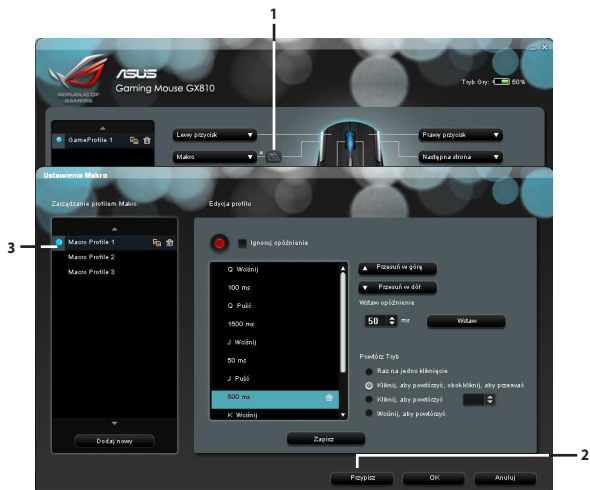 1
ASUS
Gaming Mouse GX810
REPUBLIC OF
GAMERS
Tryb Gry: 50%
GameProfile 1
Lewy przycisk
Prawy przycisk
Makro
Następna strona
Ustawienia Makro
Zarządzanie profilem Makro:
Edycja profilu
3
Macro Profile 1
Macro Profile 2
Macro Profile 3
Dodaj nowy
Ignoruj opóźnienie
Q Wciśnij
100 ms
Q Puść
1500 ms
J Wciśnij
50 ms
J Puść
500 ms
K Wciśnij
Przesuń w górę
Przesuń w dół
Wstaw opóźnienie
50 ms Wstaw
Powtórz Tryb
Raz na jedno kliknięcie
Kliknij, aby powtórzyć, obok kliknij, aby przerwać
Kliknij, aby powtórzyć
Wciśnij, aby powtórzyć
Zapisz
2
Przypisz OK Anuluj